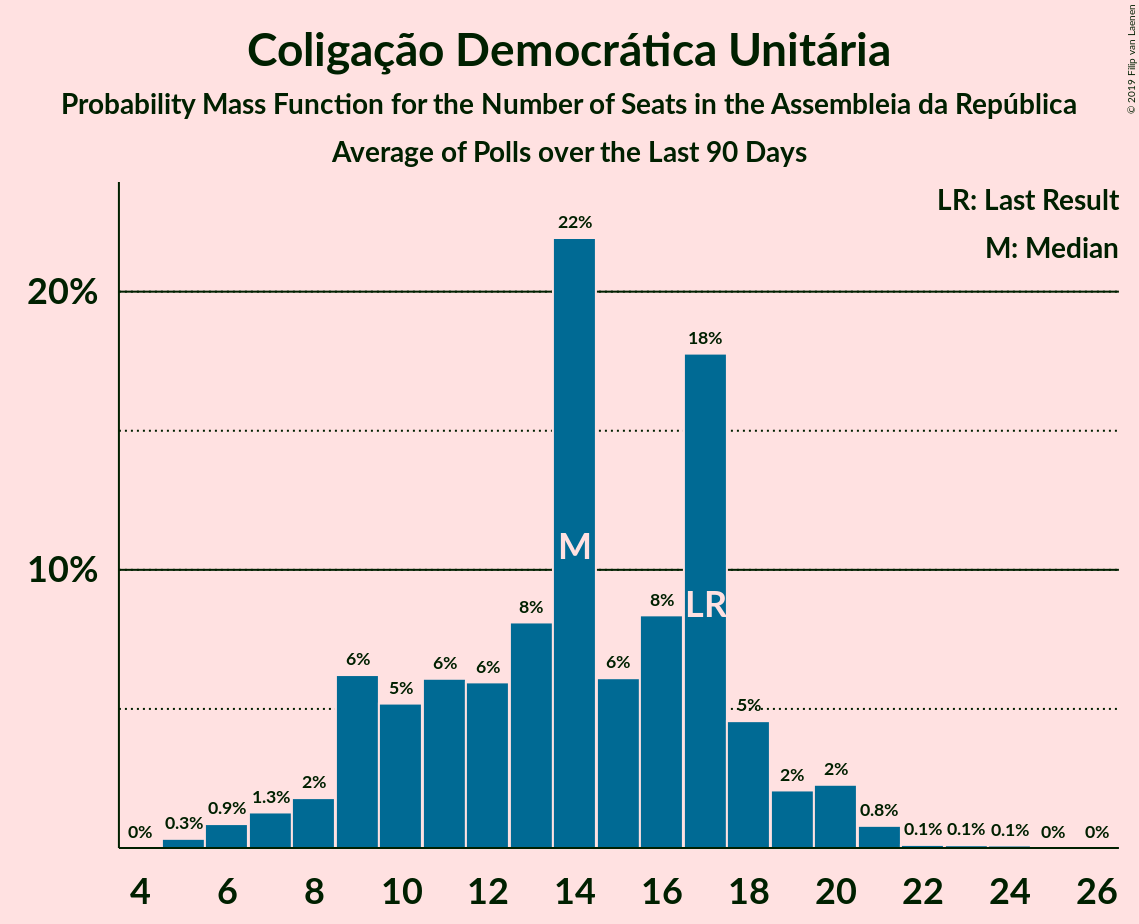 Coligação Democrática Unitária
Probability Mass Function for the Number of Seats in the Assembleia da República
Average of Polls over the Last 90 Days
© 2019 Filip van Laenen
LR: Last Result
M: Median
20%
10%
0%
0.3%
0.9%
1.3%
2%
6%
5%
6%
6%
8%
22%
6%
8%
18%
5%
2%
2%
0.8%
0.1%
0.1%
0.1%
0%
0%
M
LR
4 6 8 10 12 14 16 18 20 22 24 26